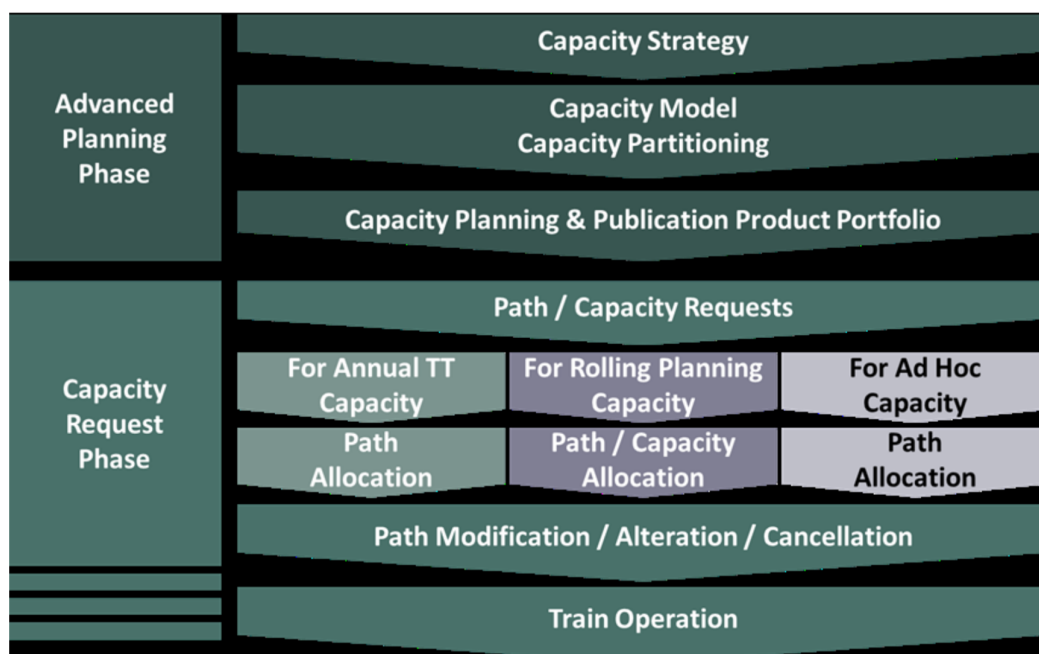 Capacity Strategy
Advanced
Planning
Phase
Capacity Model
Capacity Partitioning
Capacity Planning & Publication Product Portfolio
Capacity
Request
Phase
Path / Capacity Requests
For Annual TT
Capacity
For Rolling Planning
Capacity
For Ad Hoc
Capacity
Path
Allocation
Path / Capacity
Allocation
Path
Allocation
Path Modification / Alteration / Cancellation
Train Operation